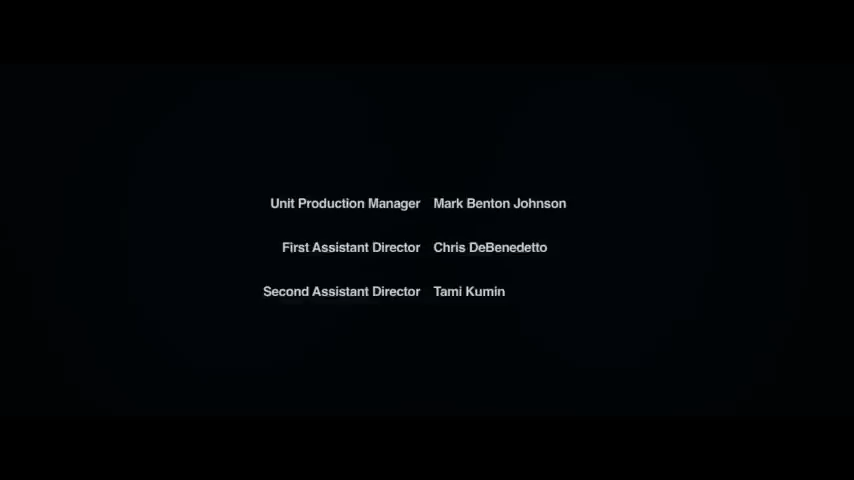 Unit Production Manager Mark Benton Johnson
First Assistant Director Chris DeBenedetto
Second Assistant Director Tami Kumin